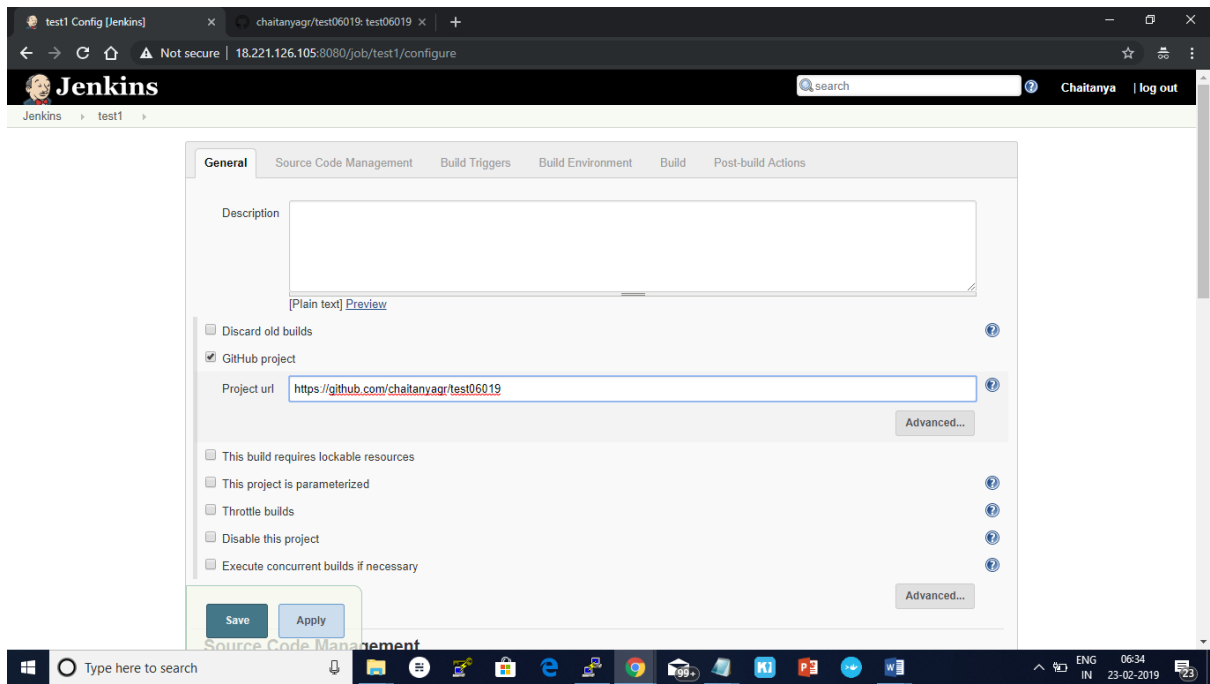 test1 Config [Jenkins]
chaitanyagr/test06019: test06019
Not secure | 18.221.126.105:8080/job/test1/configure
Jenkins
search
Chaitanya | log out
Jenkins test1
General Source Code Management Build Triggers Build Environment Build Post-build Actions
Description
[Plain text] Preview
Discard old builds
GitHub project
Project url https://github.com/chaitanyagr/test06019
Advanced...
This build requires lockable resources
This project is parameterized
Throttle builds
Disable this project
Execute concurrent builds if necessary
Advanced...
Save Apply
Source Code Management
Type here to search
99+
ENG 06:34
IN 23-02-2019
23